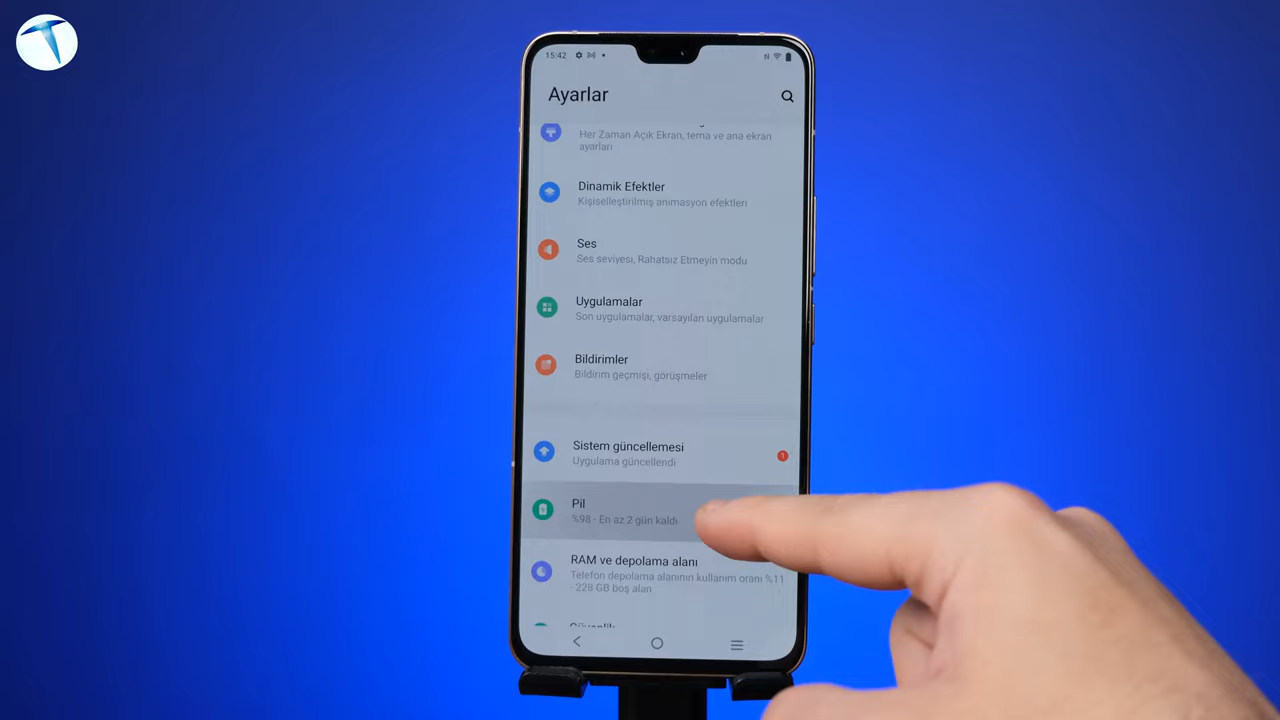 15:42
Ayarlar
Her Zaman Açık Ekran, tema ve ana ekran
ayarları
Dinamik Efektler
Kişiselleştirilmiş animasyon efektleri
Ses
Ses seviyesi, Rahatsız Etmeyin modu
Uygulamalar
Son uygulamalar, varsayılan uygulamalar
Bildirimler
Bildirim geçmişi, görüşmeler
Sistem güncellemesi
Uygulama güncellendi
1
Pil
%98 - En az 2 gün kaldı
RAM ve depolama alanı
Telefon depolama alanının kullanım oranı %11
- 228 GB boş alan
Güvenlik